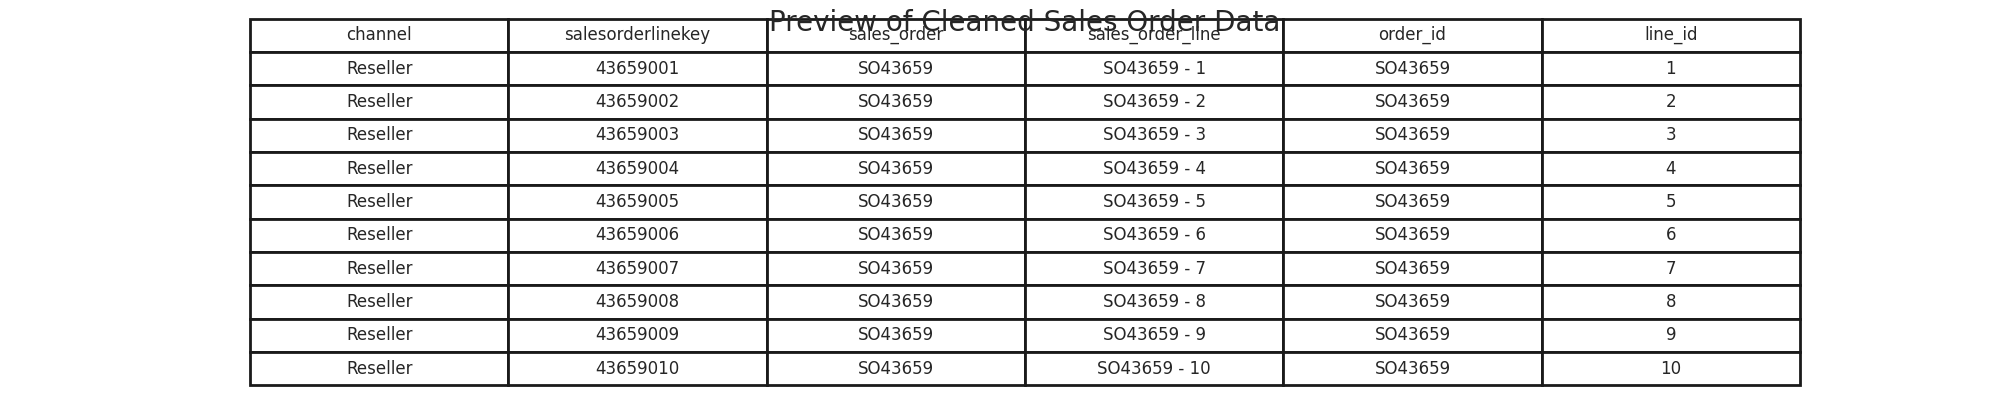 Preview of Cleaned Sales Order Data
channel salesorderlinekey sales_order sales_order_line order_id line_id
Reseller 43659001 SO43659 SO43659 - 1 SO43659 1
Reseller 43659002 SO43659 SO43659 - 2 SO43659 2
Reseller 43659003 SO43659 SO43659 - 3 SO43659 3
Reseller 43659004 SO43659 SO43659 - 4 SO43659 4
Reseller 43659005 SO43659 SO43659 - 5 SO43659 5
Reseller 43659006 SO43659 SO43659 - 6 SO43659 6
Reseller 43659007 SO43659 SO43659 - 7 SO43659 7
Reseller 43659008 SO43659 SO43659 - 8 SO43659 8
Reseller 43659009 SO43659 SO43659 - 9 SO43659 9
Reseller 43659010 SO43659 SO43659 - 10 SO43659 10